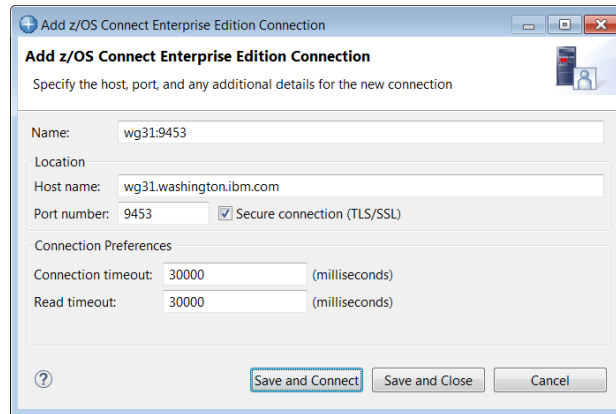 Add z/OS Connect Enterprise Edition Connection
Add z/OS Connect Enterprise Edition Connection
Specify the host, port, and any additional details for the new connection
Name: wg31:9453
Location
Host name: wg31.washington.ibm.com
Port number: 9453 Secure connection (TLS/SSL)
Connection Preferences
Connection timeout: 30000 (milliseconds)
Read timeout: 30000 (milliseconds)
Save and Connect Save and Close Cancel